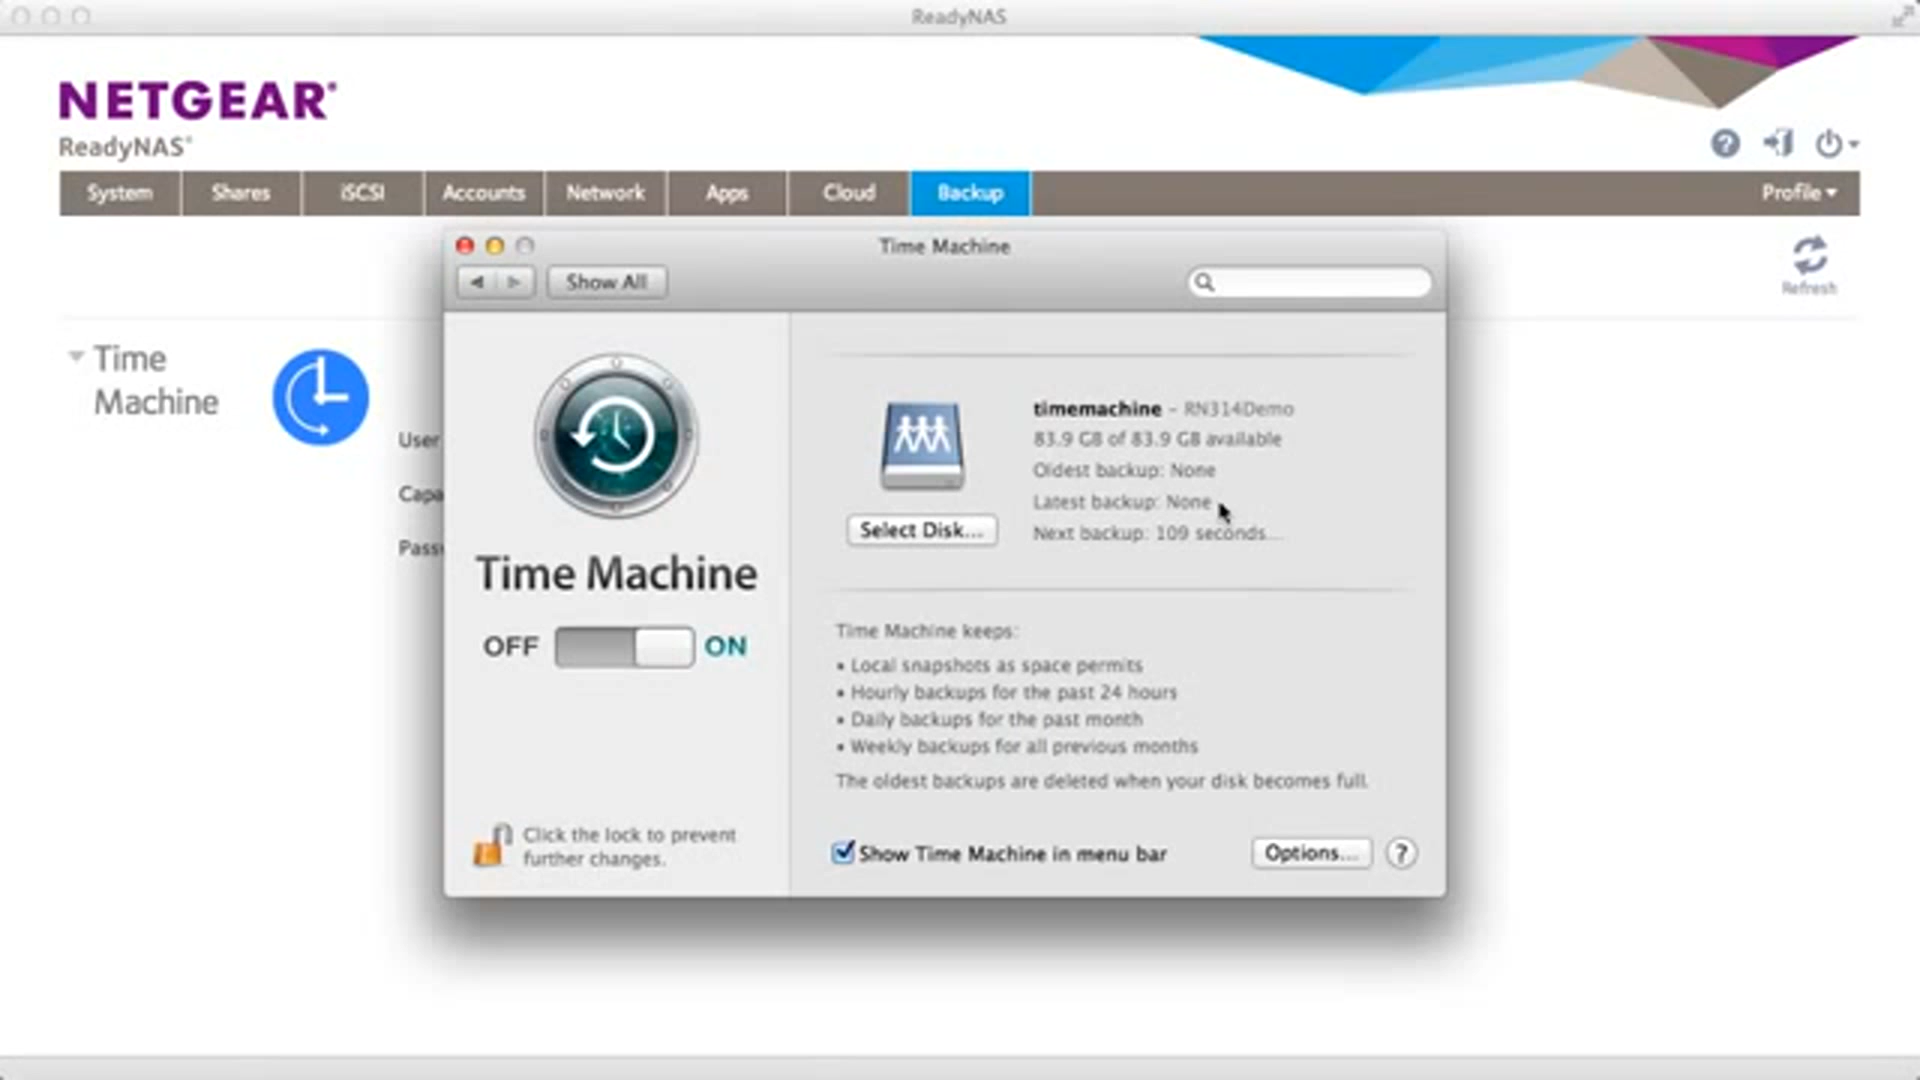 ReadyNAS
NETGEAR®
ReadyNAS®
System Shares iSCSI Accounts Network Apps Cloud Backup Profile
Time Machine
Show All
Refresh
Time
Machine
User
timemachine – RN314Demo
83.9 GB of 83.9 GB available
Oldest backup: None
Latest backup: None
Next backup: 109 seconds...
Select Disk...
Time Machine
OFF ON
Time Machine keeps:
• Local snapshots as space permits
• Hourly backups for the past 24 hours
• Daily backups for the past month
• Weekly backups for all previous months
The oldest backups are deleted when your disk becomes full.
Click the lock to prevent
further changes.
Show Time Machine in menu bar
Options... ?